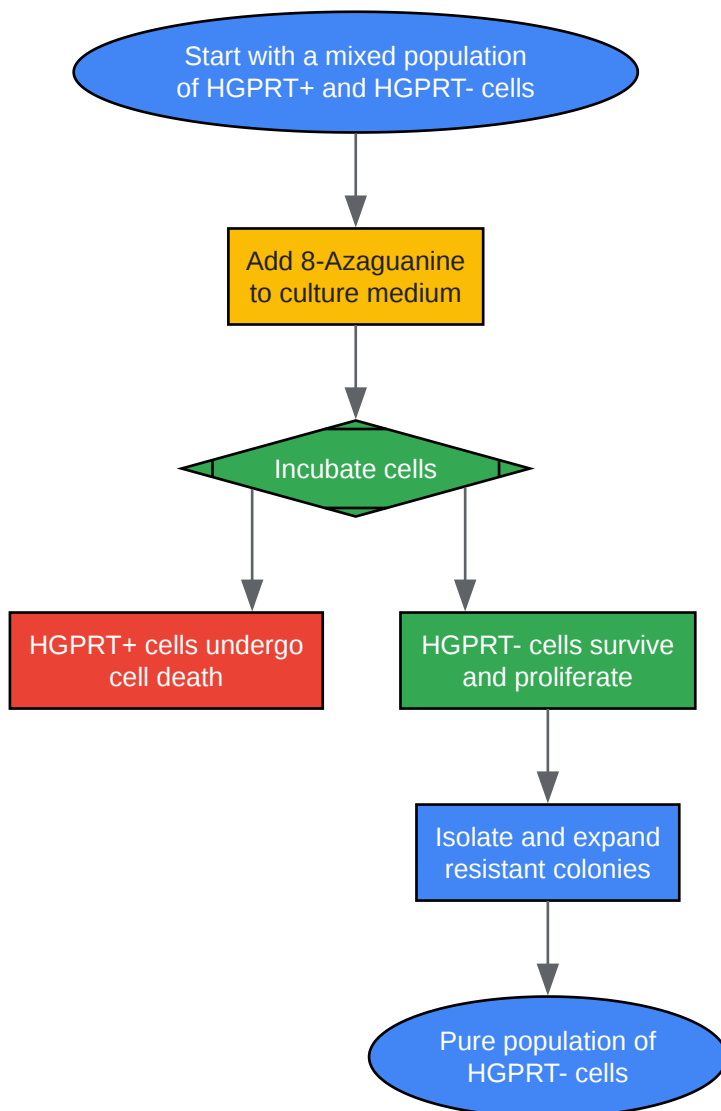 Start with a mixed population
of HGPRT+ and HGPRT- cells
Add 8-Azaguanine
to culture medium
Incubate cells
HGPRT+ cells undergo
cell death
HGPRT- cells survive
and proliferate
Isolate and expand
resistant colonies
Pure population of
HGPRT- cells